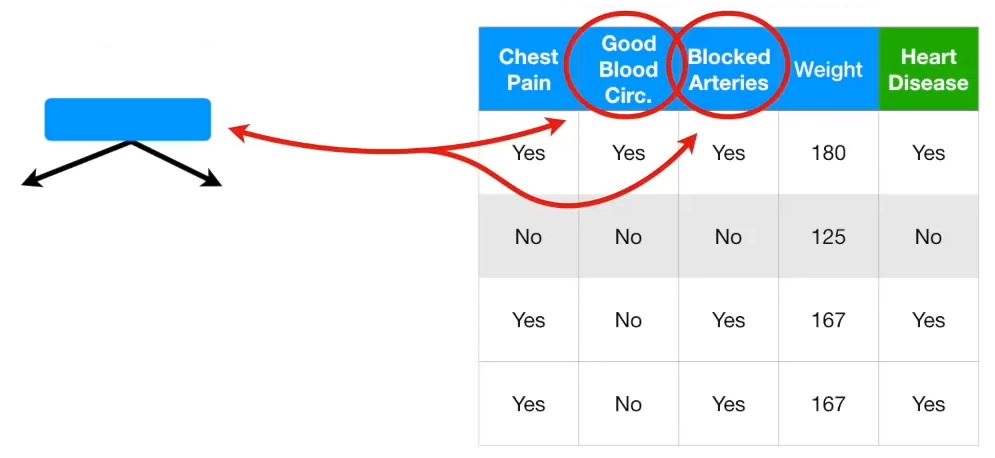 Chest Pain Good Blood Circ. Blocked Arteries Weight Heart Disease
Yes Yes Yes 180 Yes
No No No 125 No
Yes No Yes 167 Yes
Yes No Yes 167 Yes